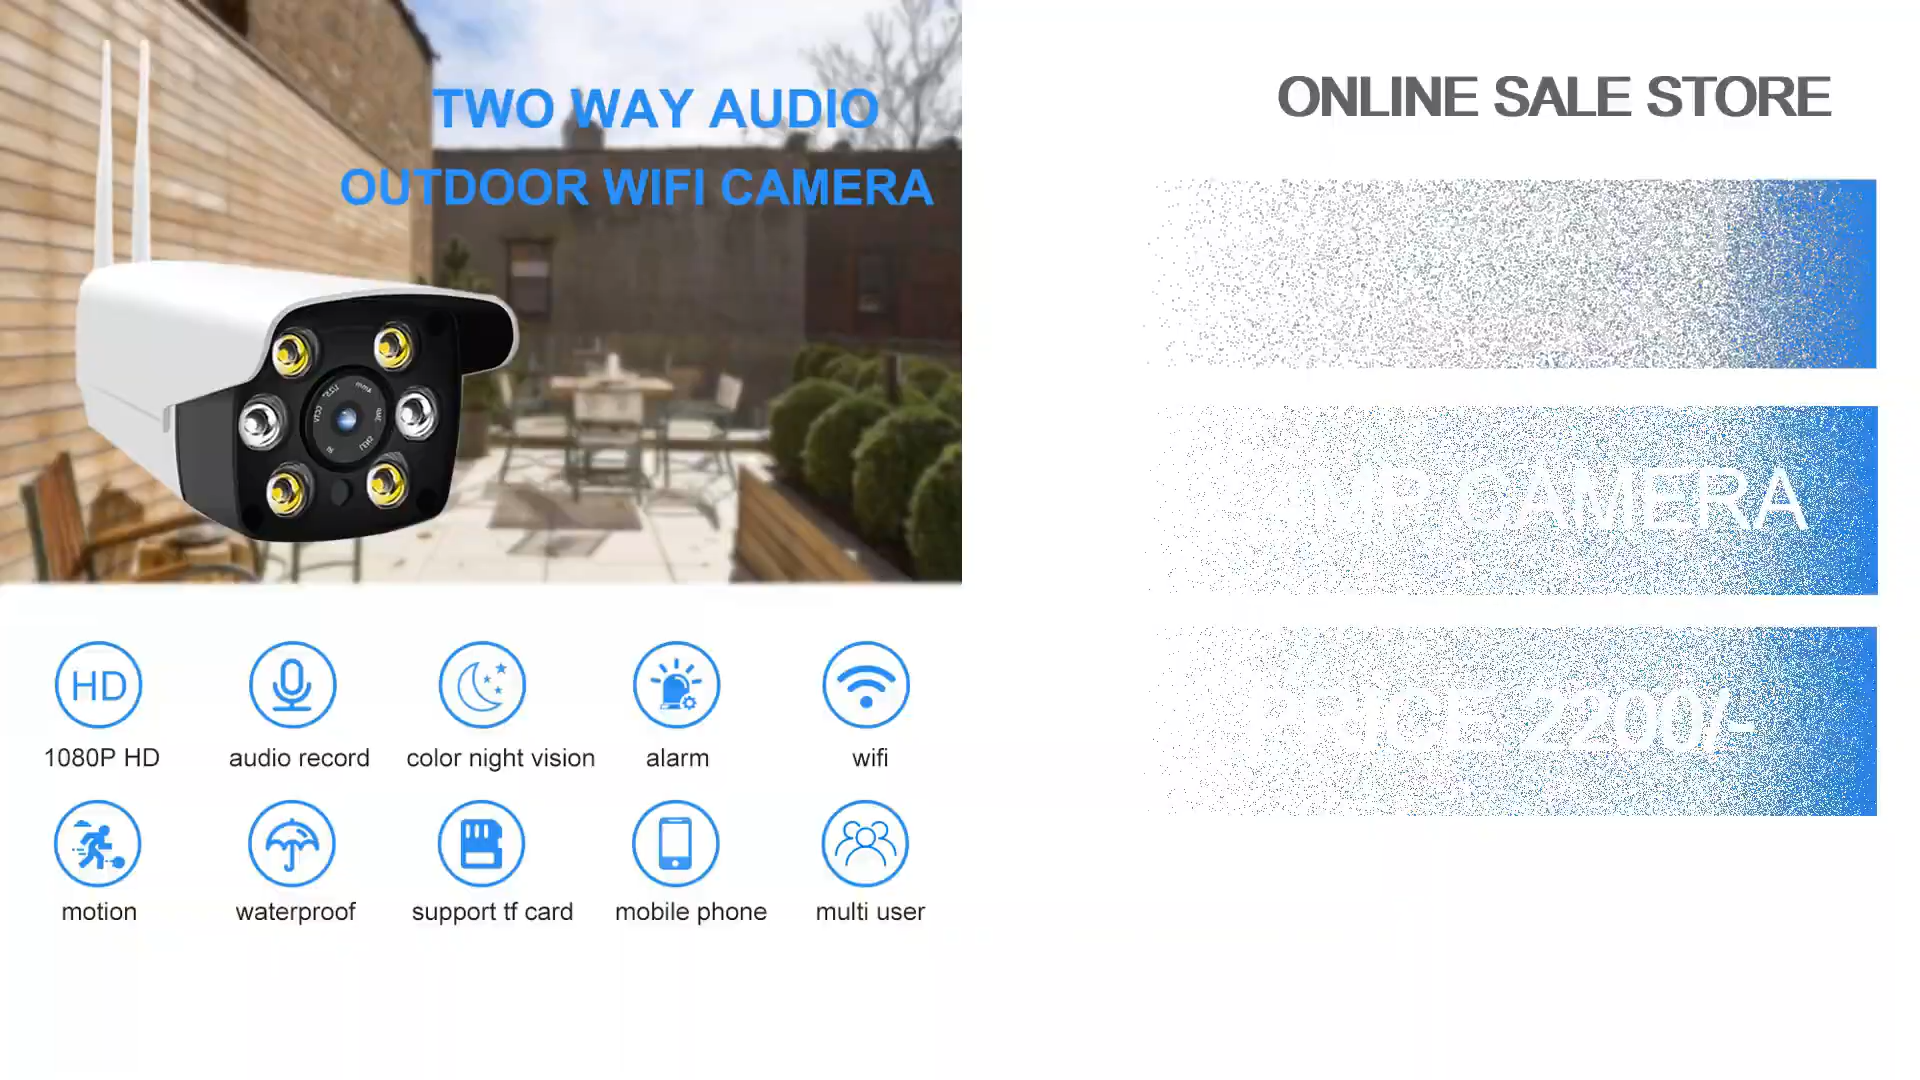 TWO WAY AUDIO
OUTDOOR WIFI CAMERA
HD
1080P HD
audio record
color night vision
alarm
wifi
motion
waterproof
support tf card
mobile phone
multi user
ONLINE SALE STORE
4MP CAMERA
PRICE 2200/-